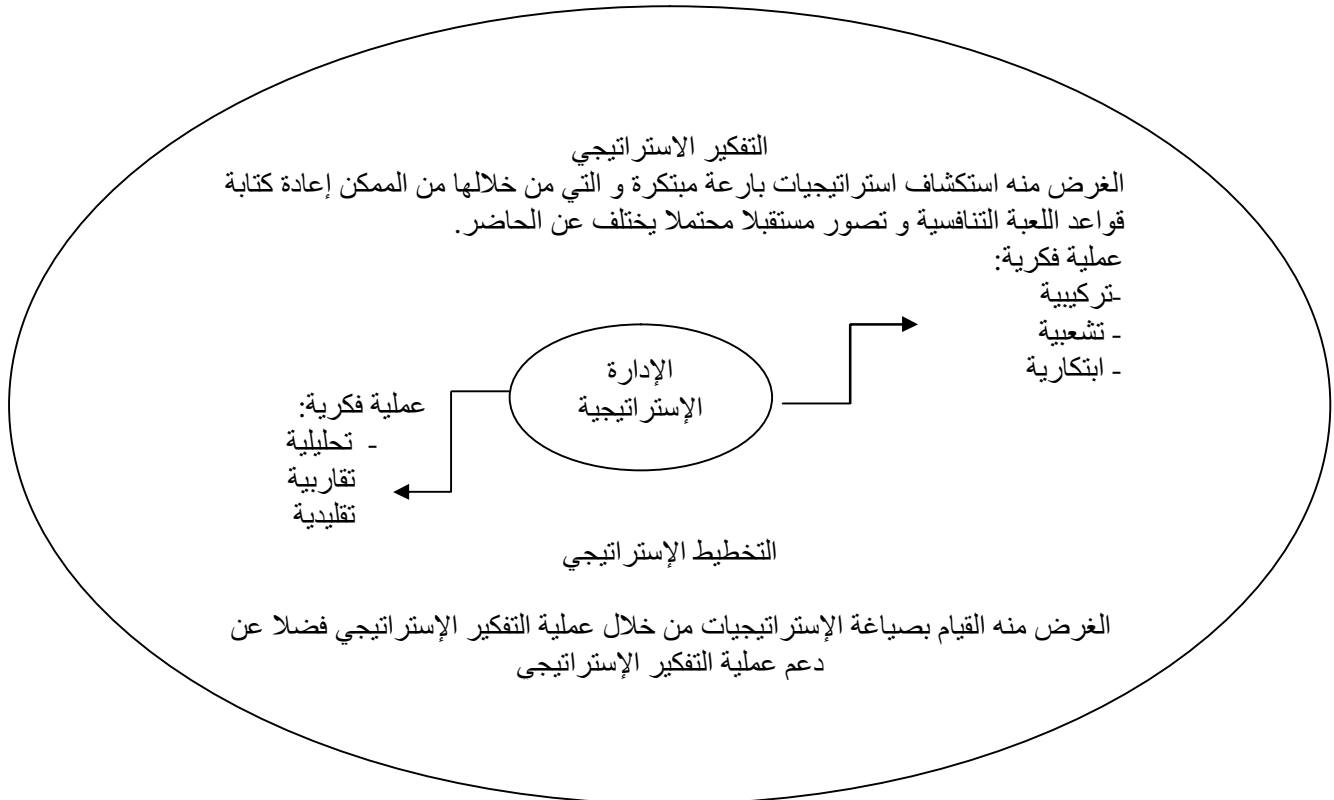 التفكير الاستراتيجي
الغرض منه استكشاف استراتيجيات بارعة مبتكرة و التي من خلالها من الممكن إعادة كتابة
قواعد اللعبة التنافسية و تصور مستقبلا محتملا يختلف عن الحاضر.
عملية فكرية:
-تركيبية
- تشعبية
- ابتكارية
الإدارة
الإستراتيجية
عملية فكرية:
- تحليلية
تقاربية
تقليدية
التخطيط الإستراتيجي
الغرض منه القيام بصياغة الإستراتيجيات من خلال عملية التفكير الإستراتيجي فضلا عن
دعم عملية التفكير الإستراتيجي